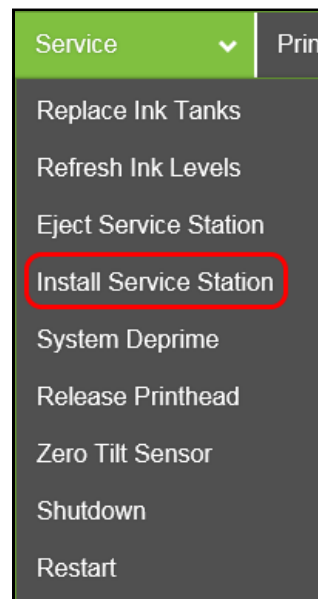 Service Prin
Replace Ink Tanks
Refresh Ink Levels
Eject Service Station
Install Service Station
System Deprime
Release Printhead
Zero Tilt Sensor
Shutdown
Restart